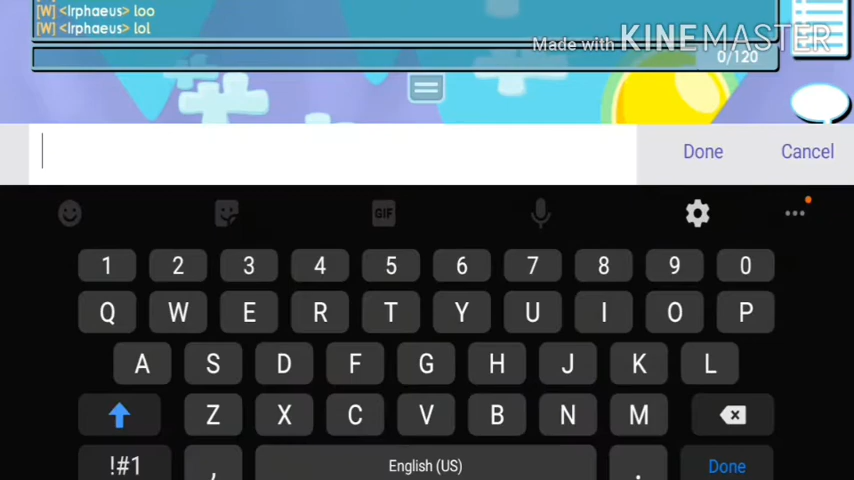 [W] <Irphaeus> loo
[W] <Irphaeus> lol
Made with KINEMASTER
0/120
Done Cancel
GIF
1 2 3 4 5 6 7 8 9 0
Q W E R T Y U I O P
A S D F G H J K L
Z X C V B N M
!#1 , English (US) . Done